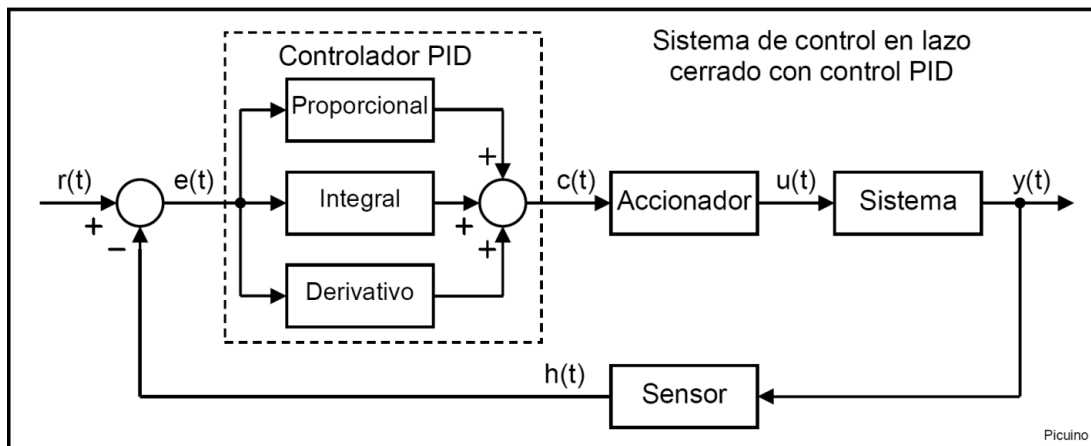 Sistema de control en lazo
cerrado con control PID
Controlador PID
Proporcional
+
r(t)
e(t)
Integral
c(t)
Accionador
u(t)
Sistema
y(t)
+
−
+
+
Derivativo
h(t)
Sensor
Picuino